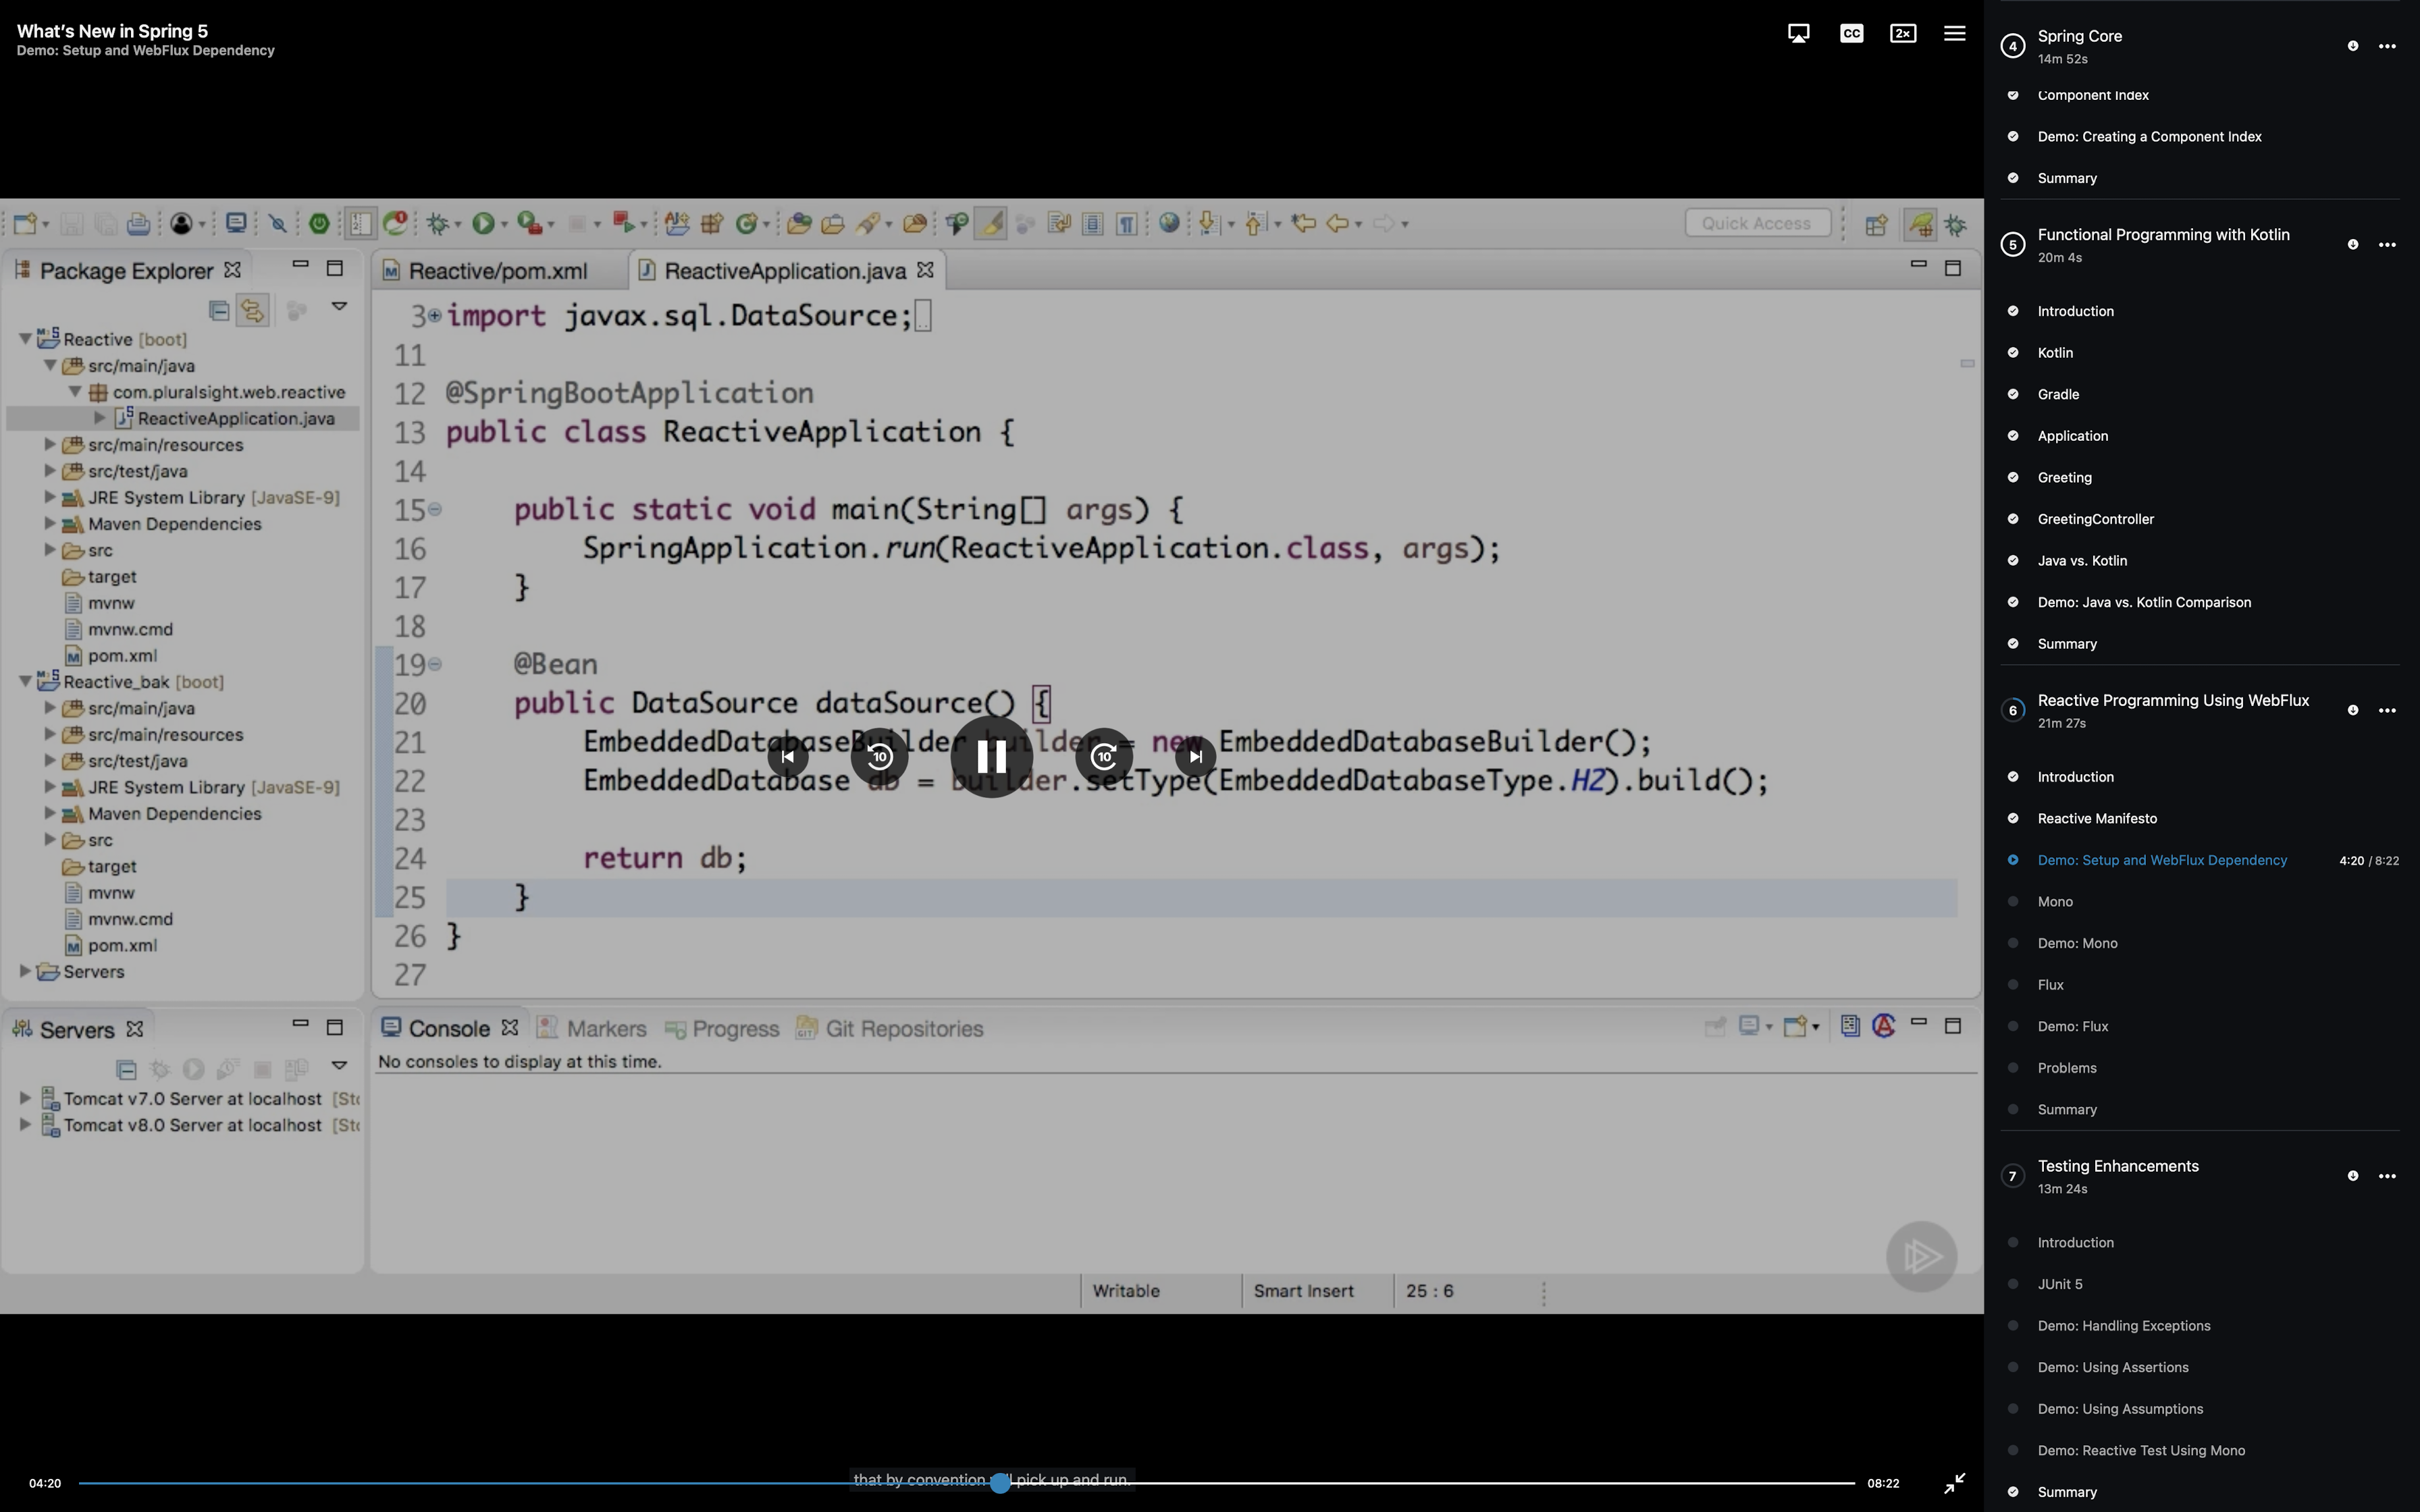 What's New in Spring 5
Demo: Setup and WebFlux Dependency
CC
2×
Quick Access
Package Explorer
Reactive [boot]
src/main/java
com.pluralsight.web.reactive
ReactiveApplication.java
src/main/resources
src/test/java
JRE System Library [JavaSE-9]
Maven Dependencies
src
target
mvnw
mvnw.cmd
pom.xml
Reactive_bak [boot]
src/main/java
src/main/resources
src/test/java
JRE System Library [JavaSE-9]
Maven Dependencies
src
target
mvnw
mvnw.cmd
pom.xml
Servers
Reactive/pom.xml
ReactiveApplication.java
3 import javax.sql.DataSource;
11
12 @SpringBootApplication
13 public class ReactiveApplication {
14
15 public static void main(String[] args) {
16 SpringApplication.run(ReactiveApplication.class, args);
17 }
18
19 @Bean
20 public DataSource dataSource() {
21 EmbeddedDatabaseBuilder builder = new EmbeddedDatabaseBuilder();
22 EmbeddedDatabase db = builder.setType(EmbeddedDatabaseType.H2).build();
23
24 return db;
25 }
26 }
27
10
10
Servers
Tomcat v7.0 Server at localhost [Sto
Tomcat v8.0 Server at localhost [Sto
Console
Markers
Progress
Git Repositories
No consoles to display at this time.
Writable
Smart Insert
25 : 6
that by convention pick up and run.
04:20
08:22
4
Spring Core
14m 52s
Component Index
Demo: Creating a Component Index
Summary
5
Functional Programming with Kotlin
20m 4s
Introduction
Kotlin
Gradle
Application
Greeting
GreetingController
Java vs. Kotlin
Demo: Java vs. Kotlin Comparison
Summary
6
Reactive Programming Using WebFlux
21m 27s
Introduction
Reactive Manifesto
Demo: Setup and WebFlux Dependency 4:20 / 8:22
Mono
Demo: Mono
Flux
Demo: Flux
Problems
Summary
7
Testing Enhancements
13m 24s
Introduction
JUnit 5
Demo: Handling Exceptions
Demo: Using Assertions
Demo: Using Assumptions
Demo: Reactive Test Using Mono
Summary